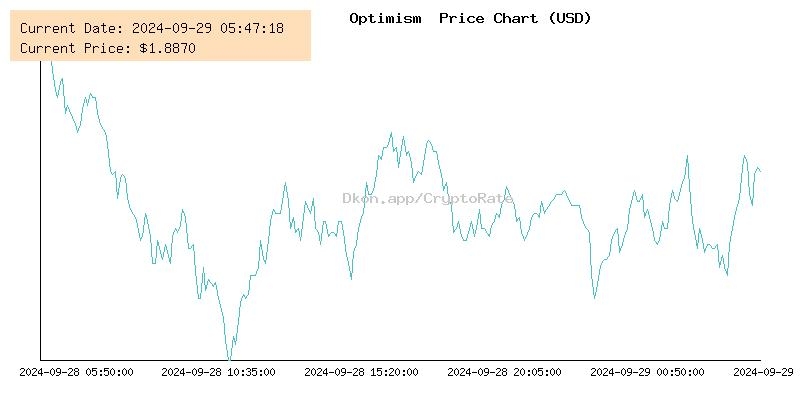 Optimism  Price Chart (USD)
Current Date: 2024-09-29 05:47:18
Current Price: $1.8870
Dkon.app/CryptoRate
2024-09-28 05:50:00 2024-09-28 10:35:00 2024-09-28 15:20:00 2024-09-28 20:05:00 2024-09-29 00:50:00 2024-09-29